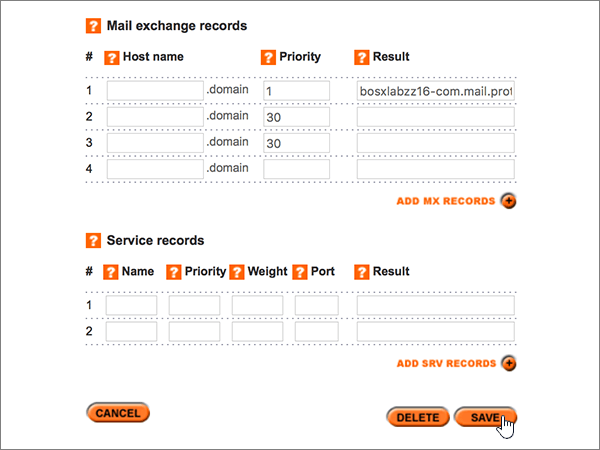 ? Mail exchange records
# ? Host name ? Priority ? Result
1 .domain 1 bosxlabzz16-com.mail.prot
2 .domain 30
3 .domain 30
4 .domain
ADD MX RECORDS +
? Service records
# ? Name ? Priority ? Weight ? Port ? Result
1
2
ADD SRV RECORDS +
CANCEL DELETE SAVE